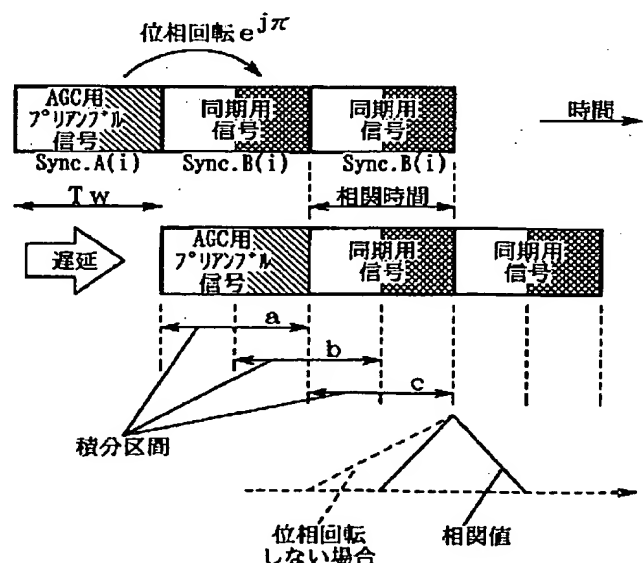 位相回転 e^jπ
AGC用
プリアンブル
信号
同期用
信号
同期用
信号
時間
Sync.A(i)
Sync.B(i)
Sync.B(i)
Tw
相関時間
遅延
AGC用
プリアンブル
信号
同期用
信号
同期用
信号
a
b
c
積分区間
位相回転
しない場合
相関値